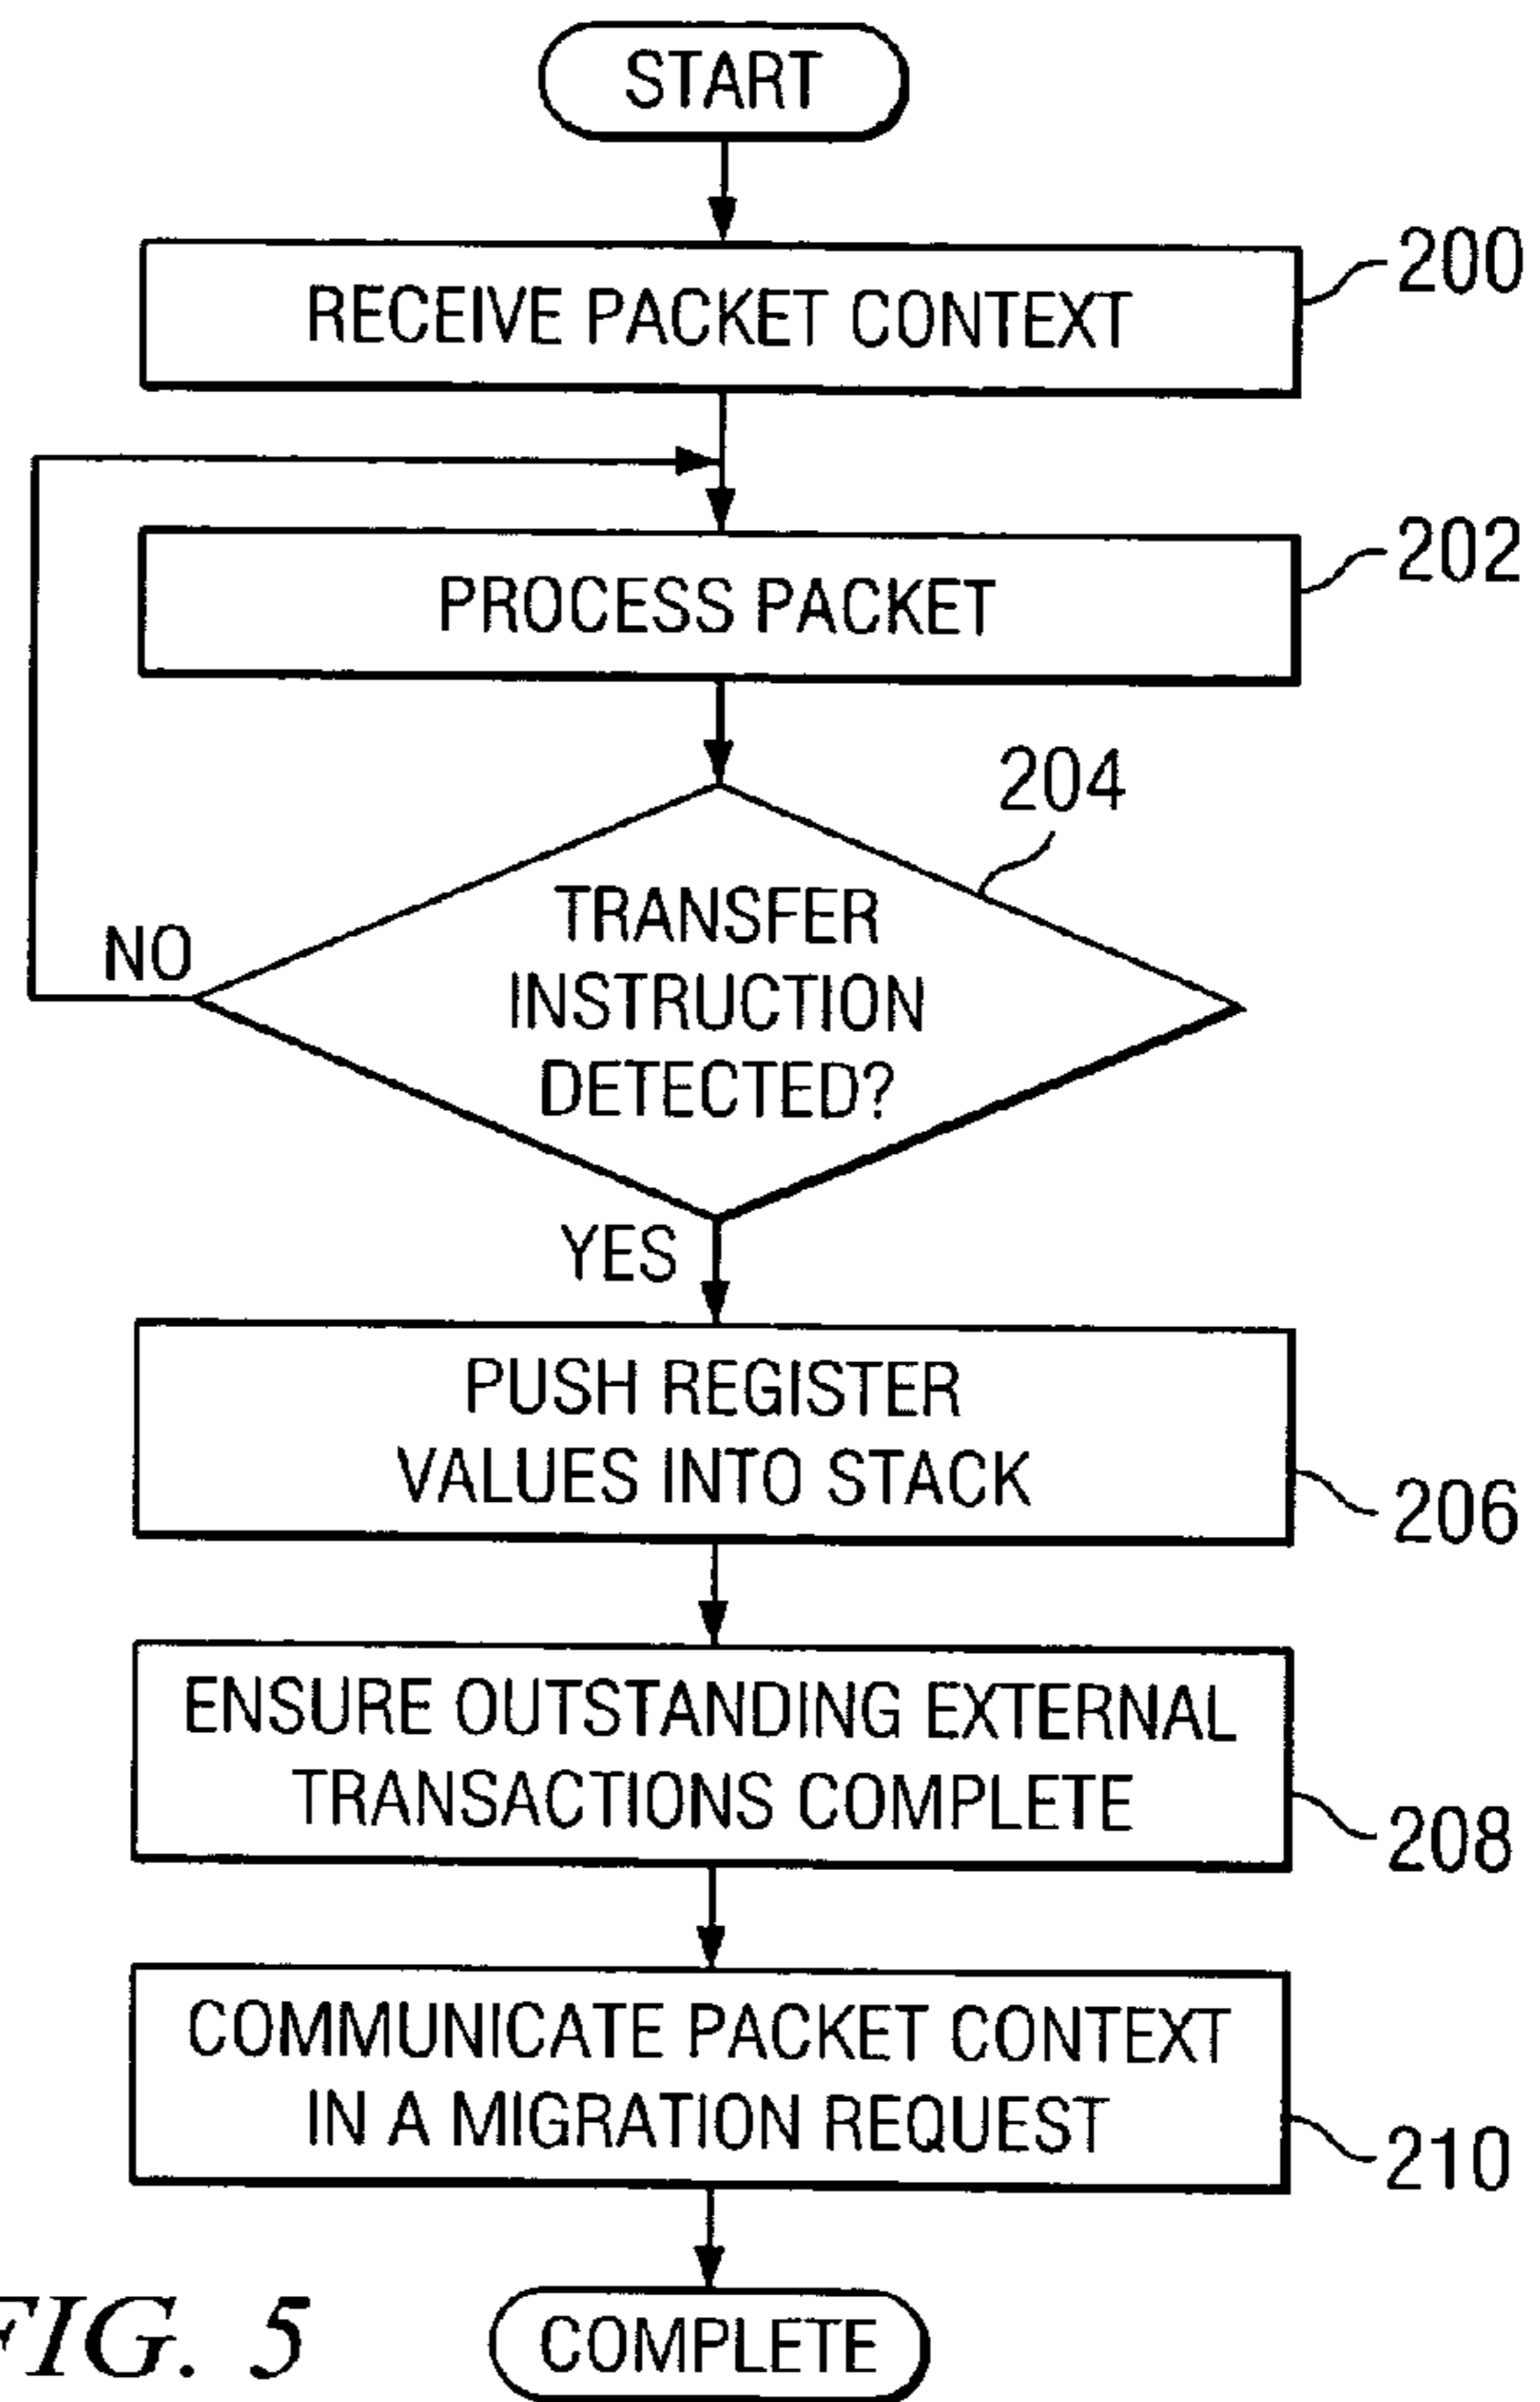 START
RECEIVE PACKET CONTEXT
200
PROCESS PACKET
202
204
TRANSFER
INSTRUCTION
DETECTED?
NO
YES
PUSH REGISTER
VALUES INTO STACK
206
ENSURE OUTSTANDING EXTERNAL
TRANSACTIONS COMPLETE
208
COMMUNICATE PACKET CONTEXT
IN A MIGRATION REQUEST
210
COMPLETE
FIG. 5